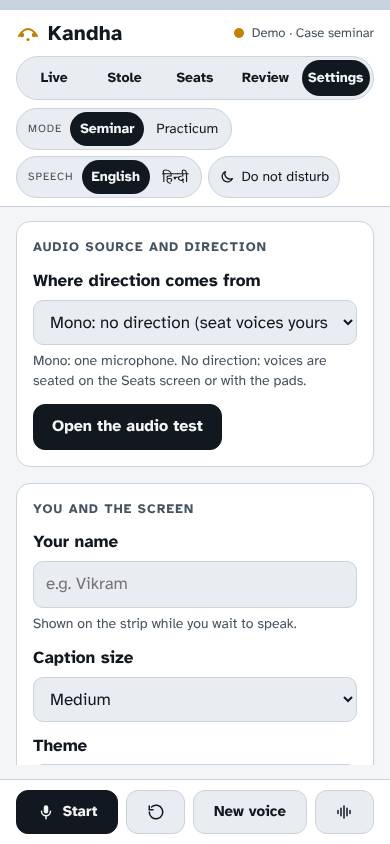 Kandha
Demo · Case seminar
Live Stole Seats Review Settings
MODE Seminar Practicum
SPEECH English हिन्दी Do not disturb
AUDIO SOURCE AND DIRECTION
Where direction comes from
Mono: no direction (seat voices yours
Mono: one microphone. No direction: voices are
seated on the Seats screen or with the pads.
Open the audio test
YOU AND THE SCREEN
Your name
e.g. Vikram
Shown on the strip while you wait to speak.
Caption size
Medium
Theme
Start New voice